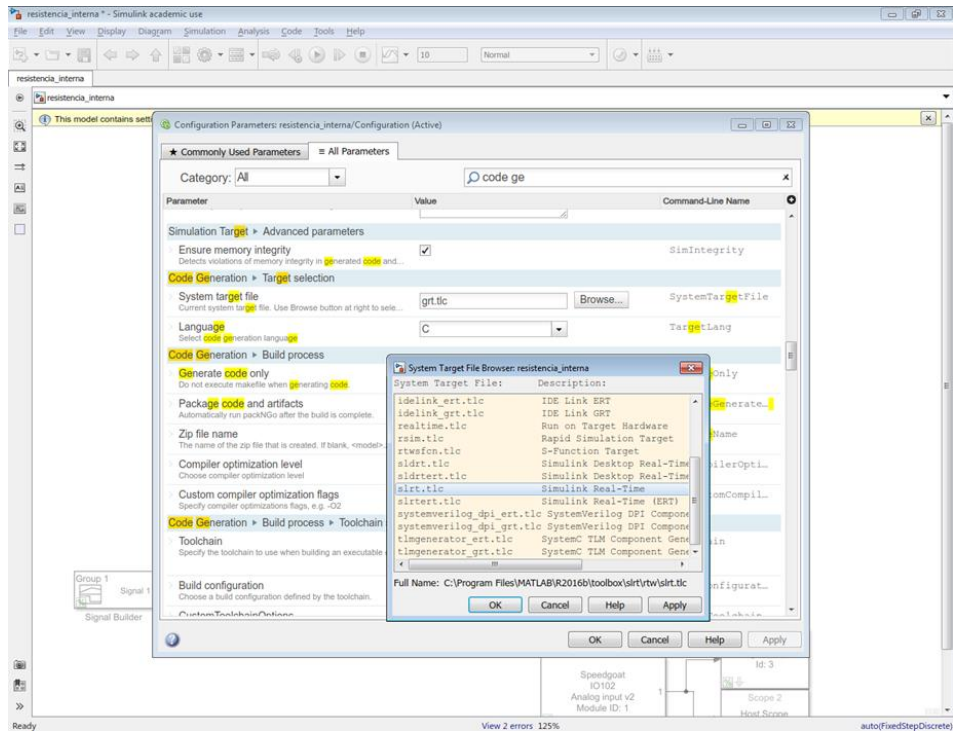 resistencia_interna * - Simulink academic use
File Edit View Display Diagram Simulation Analysis Code Tools Help
10 Normal
resistencia_interna
resistencia_interna
This model contains setti
Configuration Parameters: resistencia_interna/Configuration (Active)
★ Commonly Used Parameters ≡ All Parameters
Category: All code ge
Parameter Value Command-Line Name
Simulation Target ▸ Advanced parameters
Ensure memory integrity SimIntegrity
Detects violations of memory integrity in generated code and...
Code Generation ▸ Target selection
System target file grt.tlc Browse... SystemTargetFile
Current system target file. Use Browse button at right to sele...
Language C TargetLang
Select code generation language
Code Generation ▸ Build process
Generate code only Only
Do not execute makefile when generating code.
Package code and artifacts Generate…
Automatically run packNGo after the build is complete.
Zip file name Name
The name of the zip file that is created. If blank, <model>...
Compiler optimization level ilerOpti…
Choose compiler optimization level
Custom compiler optimization flags omCompil…
Specify compiler optimizations flags, e.g. -O2
Code Generation ▸ Build process ▸ Toolchain
Toolchain ain
Specify the toolchain to use when building an executable
Build configuration nfigurat…
Choose a build configuration defined by the toolchain.
CustomToolchainOptions
OK Cancel Help Apply
System Target File Browser: resistencia_interna
System Target File: Description:
idelink_ert.tlc IDE Link ERT
idelink_grt.tlc IDE Link GRT
realtime.tlc Run on Target Hardware
rsim.tlc Rapid Simulation Target
rtwsfcn.tlc S-Function Target
sldrt.tlc Simulink Desktop Real-Time
sldrtert.tlc Simulink Desktop Real-Time
slrt.tlc Simulink Real-Time
slrtert.tlc Simulink Real-Time (ERT)
systemverilog_dpi_ert.tlc SystemVerilog DPI Compone
systemverilog_dpi_grt.tlc SystemVerilog DPI Compone
tlmgenerator_ert.tlc SystemC TLM Component Gene
tlmgenerator_grt.tlc SystemC TLM Component Gene
Full Name: C:\Program Files\MATLAB\R2016b\toolbox\slrt\rtw\slrt.tlc
OK Cancel Help Apply
Group 1
Signal 1
Signal Builder
Speedgoat
IO102
Analog input v2
Module ID: 1
1
Id: 3
Scope 2
Host Scope
Ready View 2 errors 125% auto(FixedStepDiscrete)